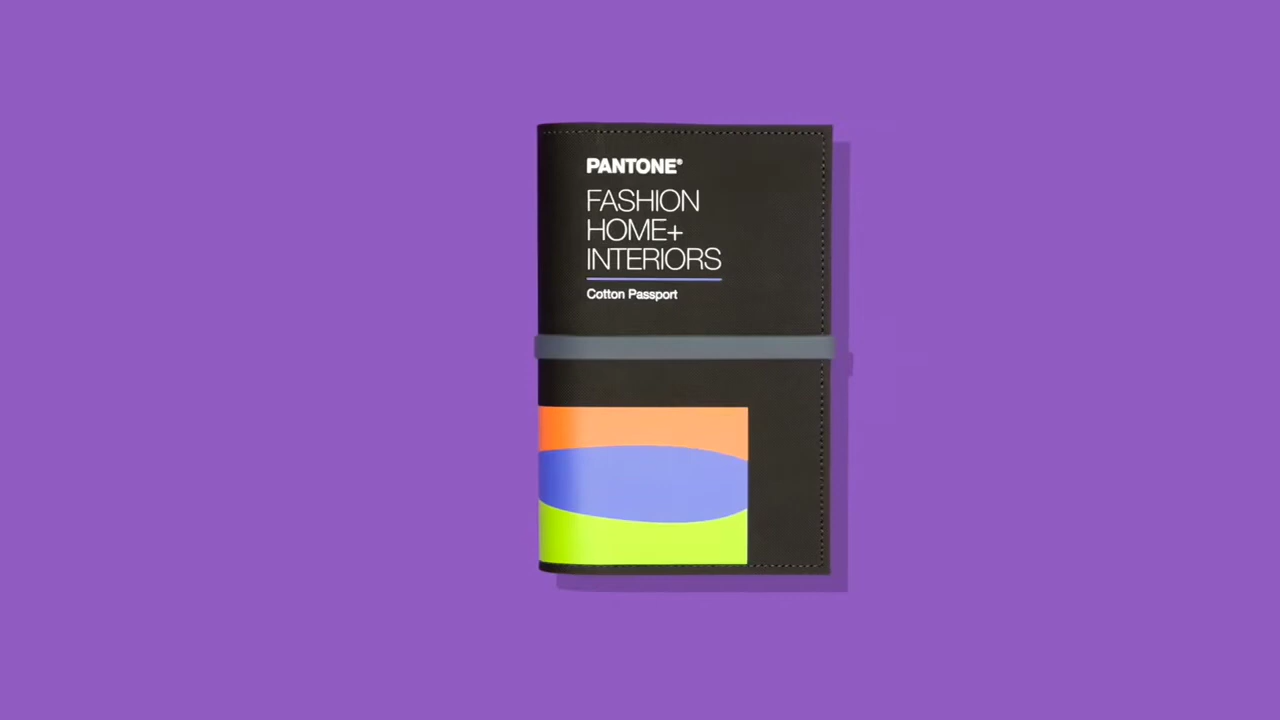 PANTONE®
FASHION
HOME+
INTERIORS
Cotton Passport